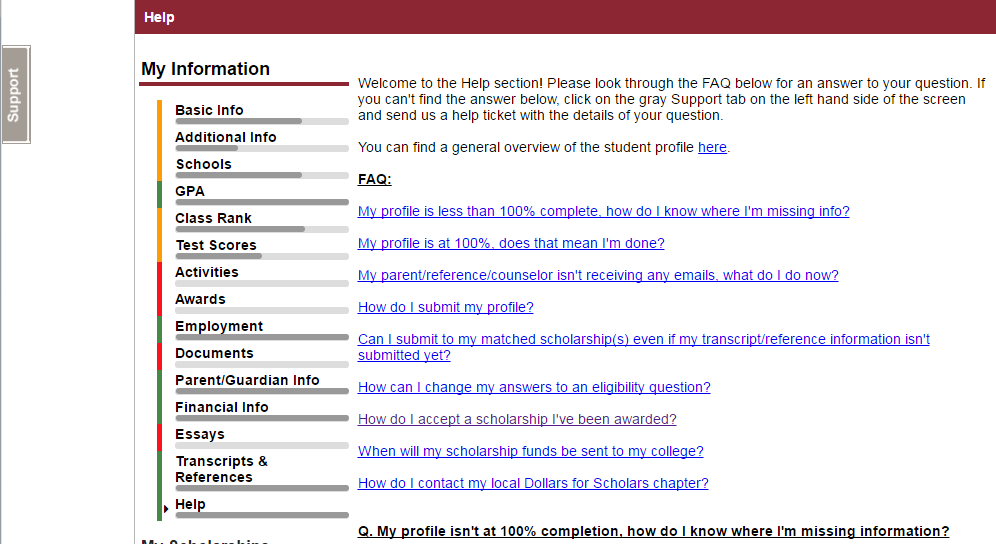 Help
Support
My Information
Basic Info
Additional Info
Schools
GPA
Class Rank
Test Scores
Activities
Awards
Employment
Documents
Parent/Guardian Info
Financial Info
Essays
Transcripts &
References
Help
My Scholarships
Welcome to the Help section! Please look through the FAQ below for an answer to your question. If
you can't find the answer below, click on the gray Support tab on the left hand side of the screen
and send us a help ticket with the details of your question.
You can find a general overview of the student profile here.
FAQ:
My profile is less than 100% complete, how do I know where I'm missing info?
My profile is at 100%, does that mean I'm done?
My parent/reference/counselor isn't receiving any emails, what do I do now?
How do I submit my profile?
Can I submit to my matched scholarship(s) even if my transcript/reference information isn't
submitted yet?
How can I change my answers to an eligibility question?
How do I accept a scholarship I've been awarded?
When will my scholarship funds be sent to my college?
How do I contact my local Dollars for Scholars chapter?
Q. My profile isn't at 100% completion, how do I know where I'm missing information?